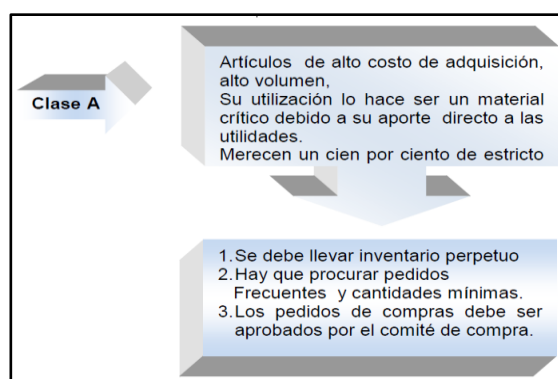 Clase A
Artículos de alto costo de adquisición,
alto volumen,
Su utilización lo hace ser un material
crítico debido a su aporte directo a las
utilidades.
Merecen un cien por ciento de estricto
1. Se debe llevar inventario perpetuo
2. Hay que procurar pedidos
Frecuentes y cantidades mínimas.
3. Los pedidos de compras debe ser
aprobados por el comité de compra.